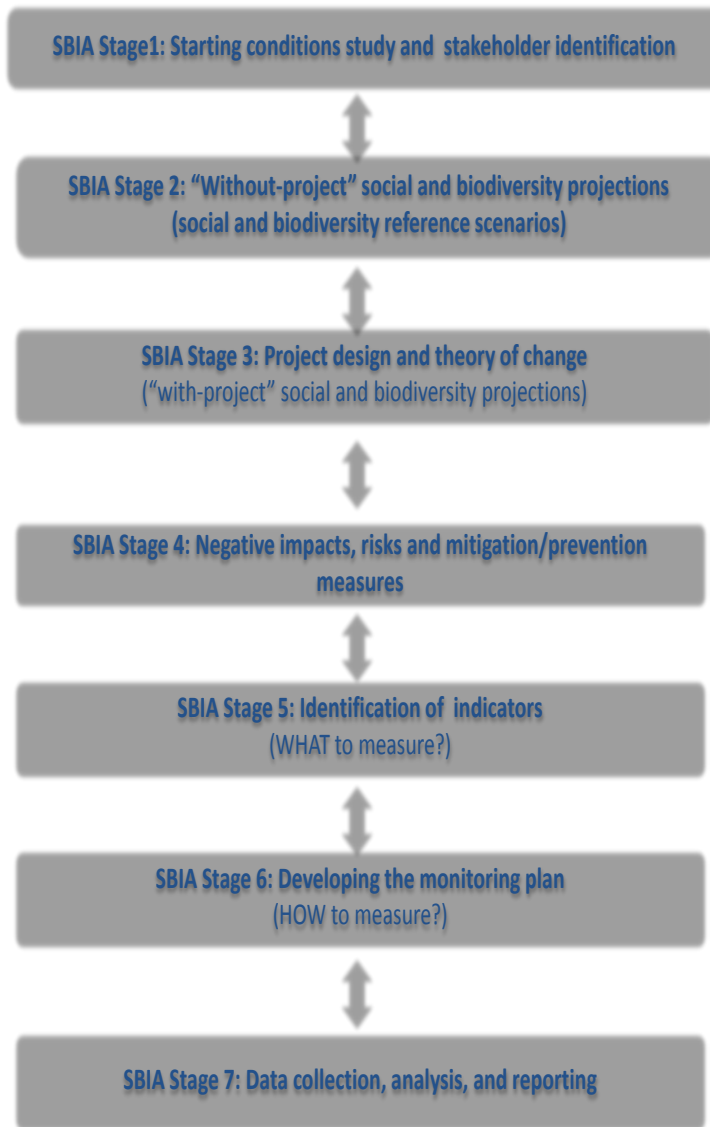 SBIA Stage1: Starting conditions study and  stakeholder identification
SBIA Stage 2: “Without-project” social and biodiversity projections
(social and biodiversity reference scenarios)
SBIA Stage 3: Project design and theory of change
(“with-project” social and biodiversity projections)
SBIA Stage 4: Negative impacts, risks and mitigation/prevention
measures
SBIA Stage 5: Identification of  indicators
(WHAT to measure?)
SBIA Stage 6: Developing the monitoring plan
(HOW to measure?)
SBIA Stage 7: Data collection, analysis, and reporting